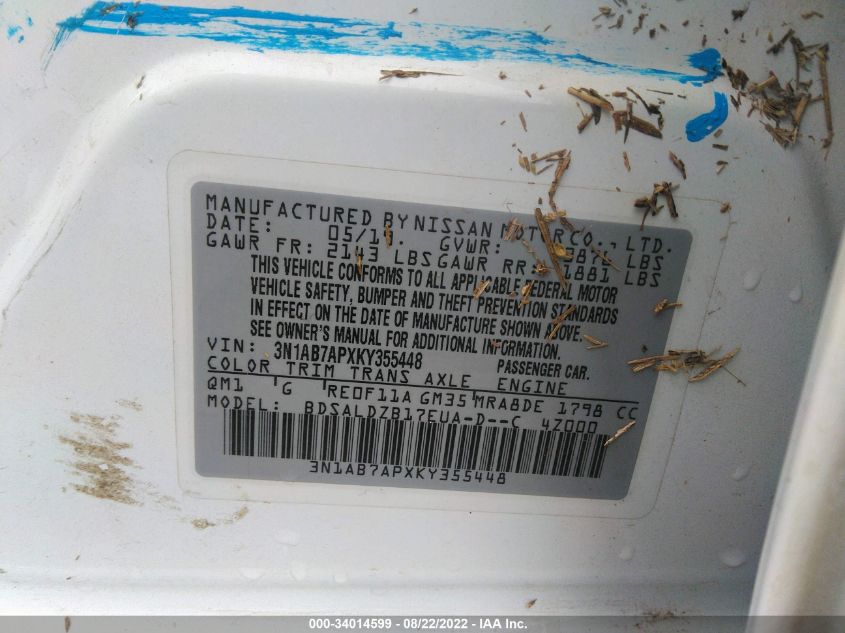 MANUFACTURED BY NISSAN MOTOR CO., LTD.
DATE: 05/1 GVWR: LBS
GAWR FR: 2143 LBS GAWR RR: 1881 LBS
THIS VEHICLE CONFORMS TO ALL APPLICABLE FEDERAL MOTOR
VEHICLE SAFETY, BUMPER AND THEFT PREVENTION STANDARDS
IN EFFECT ON THE DATE OF MANUFACTURE SHOWN ABOVE.
SEE OWNER'S MANUAL FOR ADDITIONAL INFORMATION.
VIN: 3N1AB7APXKY355448 PASSENGER CAR.
COLOR TRIM TRANS AXLE ENGINE
QM1 G RE0F11A GM35 MRA8DE 1798 CC
MODEL: BDSALDZB17EUA-D--C 4Z000
3N1AB7APXKY355448
000-34014599 | 08/22/2022 - IAA Inc.